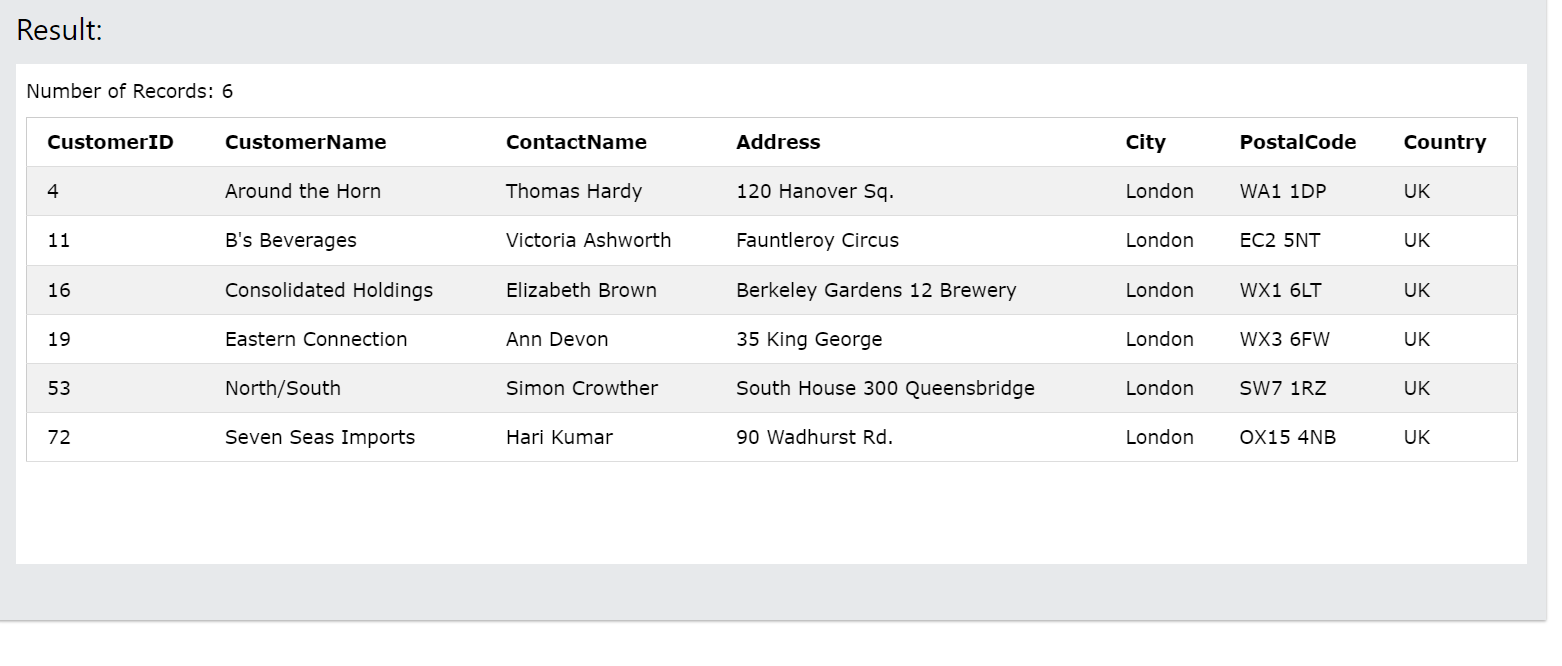 Result:
Number of Records: 6
CustomerID CustomerName ContactName Address City PostalCode Country
4 Around the Horn Thomas Hardy 120 Hanover Sq. London WA1 1DP UK
11 B's Beverages Victoria Ashworth Fauntleroy Circus London EC2 5NT UK
16 Consolidated Holdings Elizabeth Brown Berkeley Gardens 12 Brewery London WX1 6LT UK
19 Eastern Connection Ann Devon 35 King George London WX3 6FW UK
53 North/South Simon Crowther South House 300 Queensbridge London SW7 1RZ UK
72 Seven Seas Imports Hari Kumar 90 Wadhurst Rd. London OX15 4NB UK